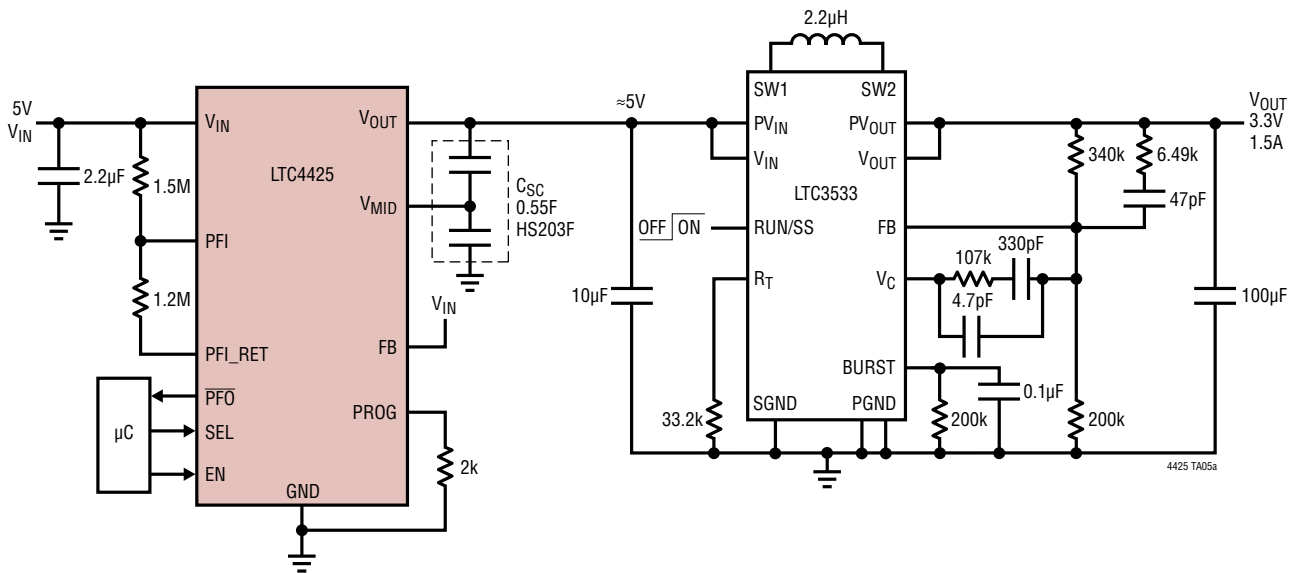 2.2µH
5V
VIN
2.2µF
1.5M
1.2M
VIN
LTC4425
VOUT
VMID
PFI
PFI_RET
PFO
SEL
EN
FB
PROG
GND
µC
CSC
0.55F
HS203F
VIN
2k
≈5V
10µF
OFF ON
33.2k
SW1
SW2
PVIN
PVOUT
VIN
VOUT
LTC3533
RUN/SS
FB
RT
VC
BURST
SGND
PGND
340k
6.49k
47pF
107k
330pF
4.7pF
0.1µF
200k
200k
100µF
VOUT
3.3V
1.5A
4425 TA05a